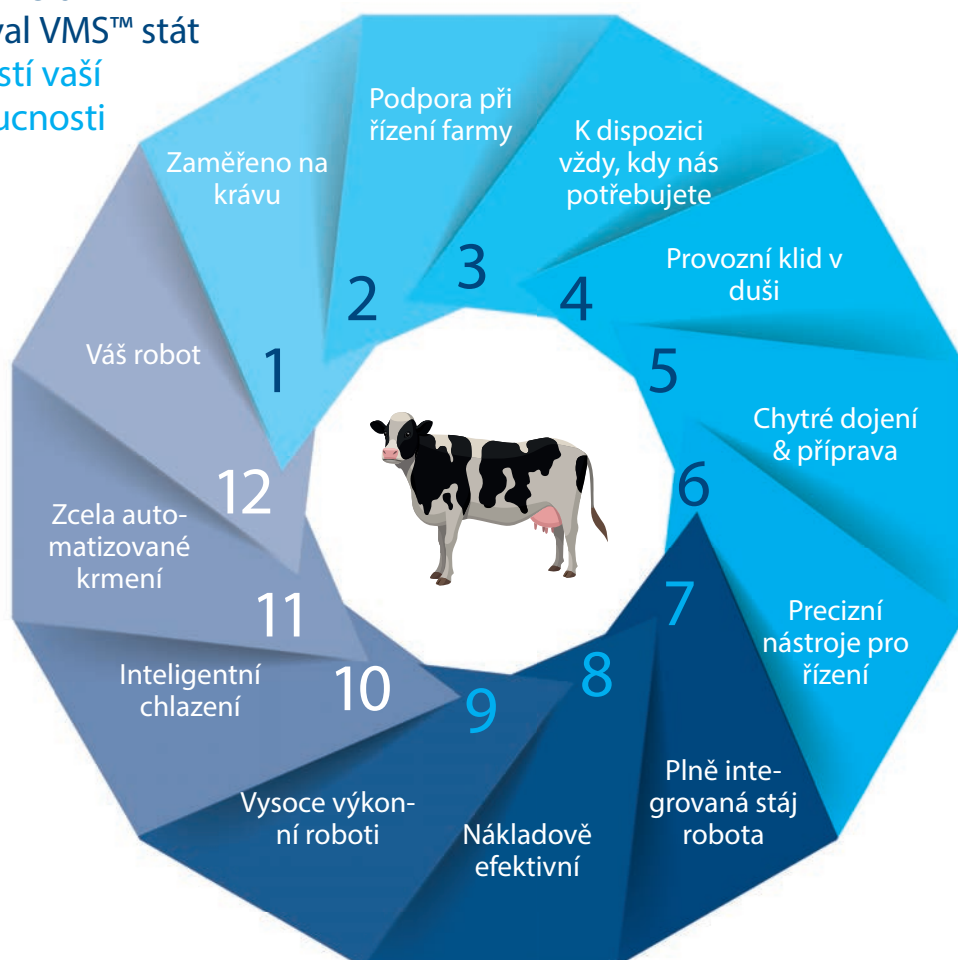 val VMS™ stát
stí vaší
ucnosti
1
Zaměřeno na
krávu
2
Podpora při
řízení farmy
3
K dispozici
vždy, kdy nás
potřebujete
4
Provozní klid v
duši
5
Chytré dojení
& příprava
6
Precizní
nástroje pro
řízení
7
Plně inte-
grovaná stáj
robota
8
Nákladově
efektivní
9
Vysoce výkon-
ní roboti
10
Inteligentní
chlazení
11
Zcela auto-
matizované
krmení
12
Váš robot